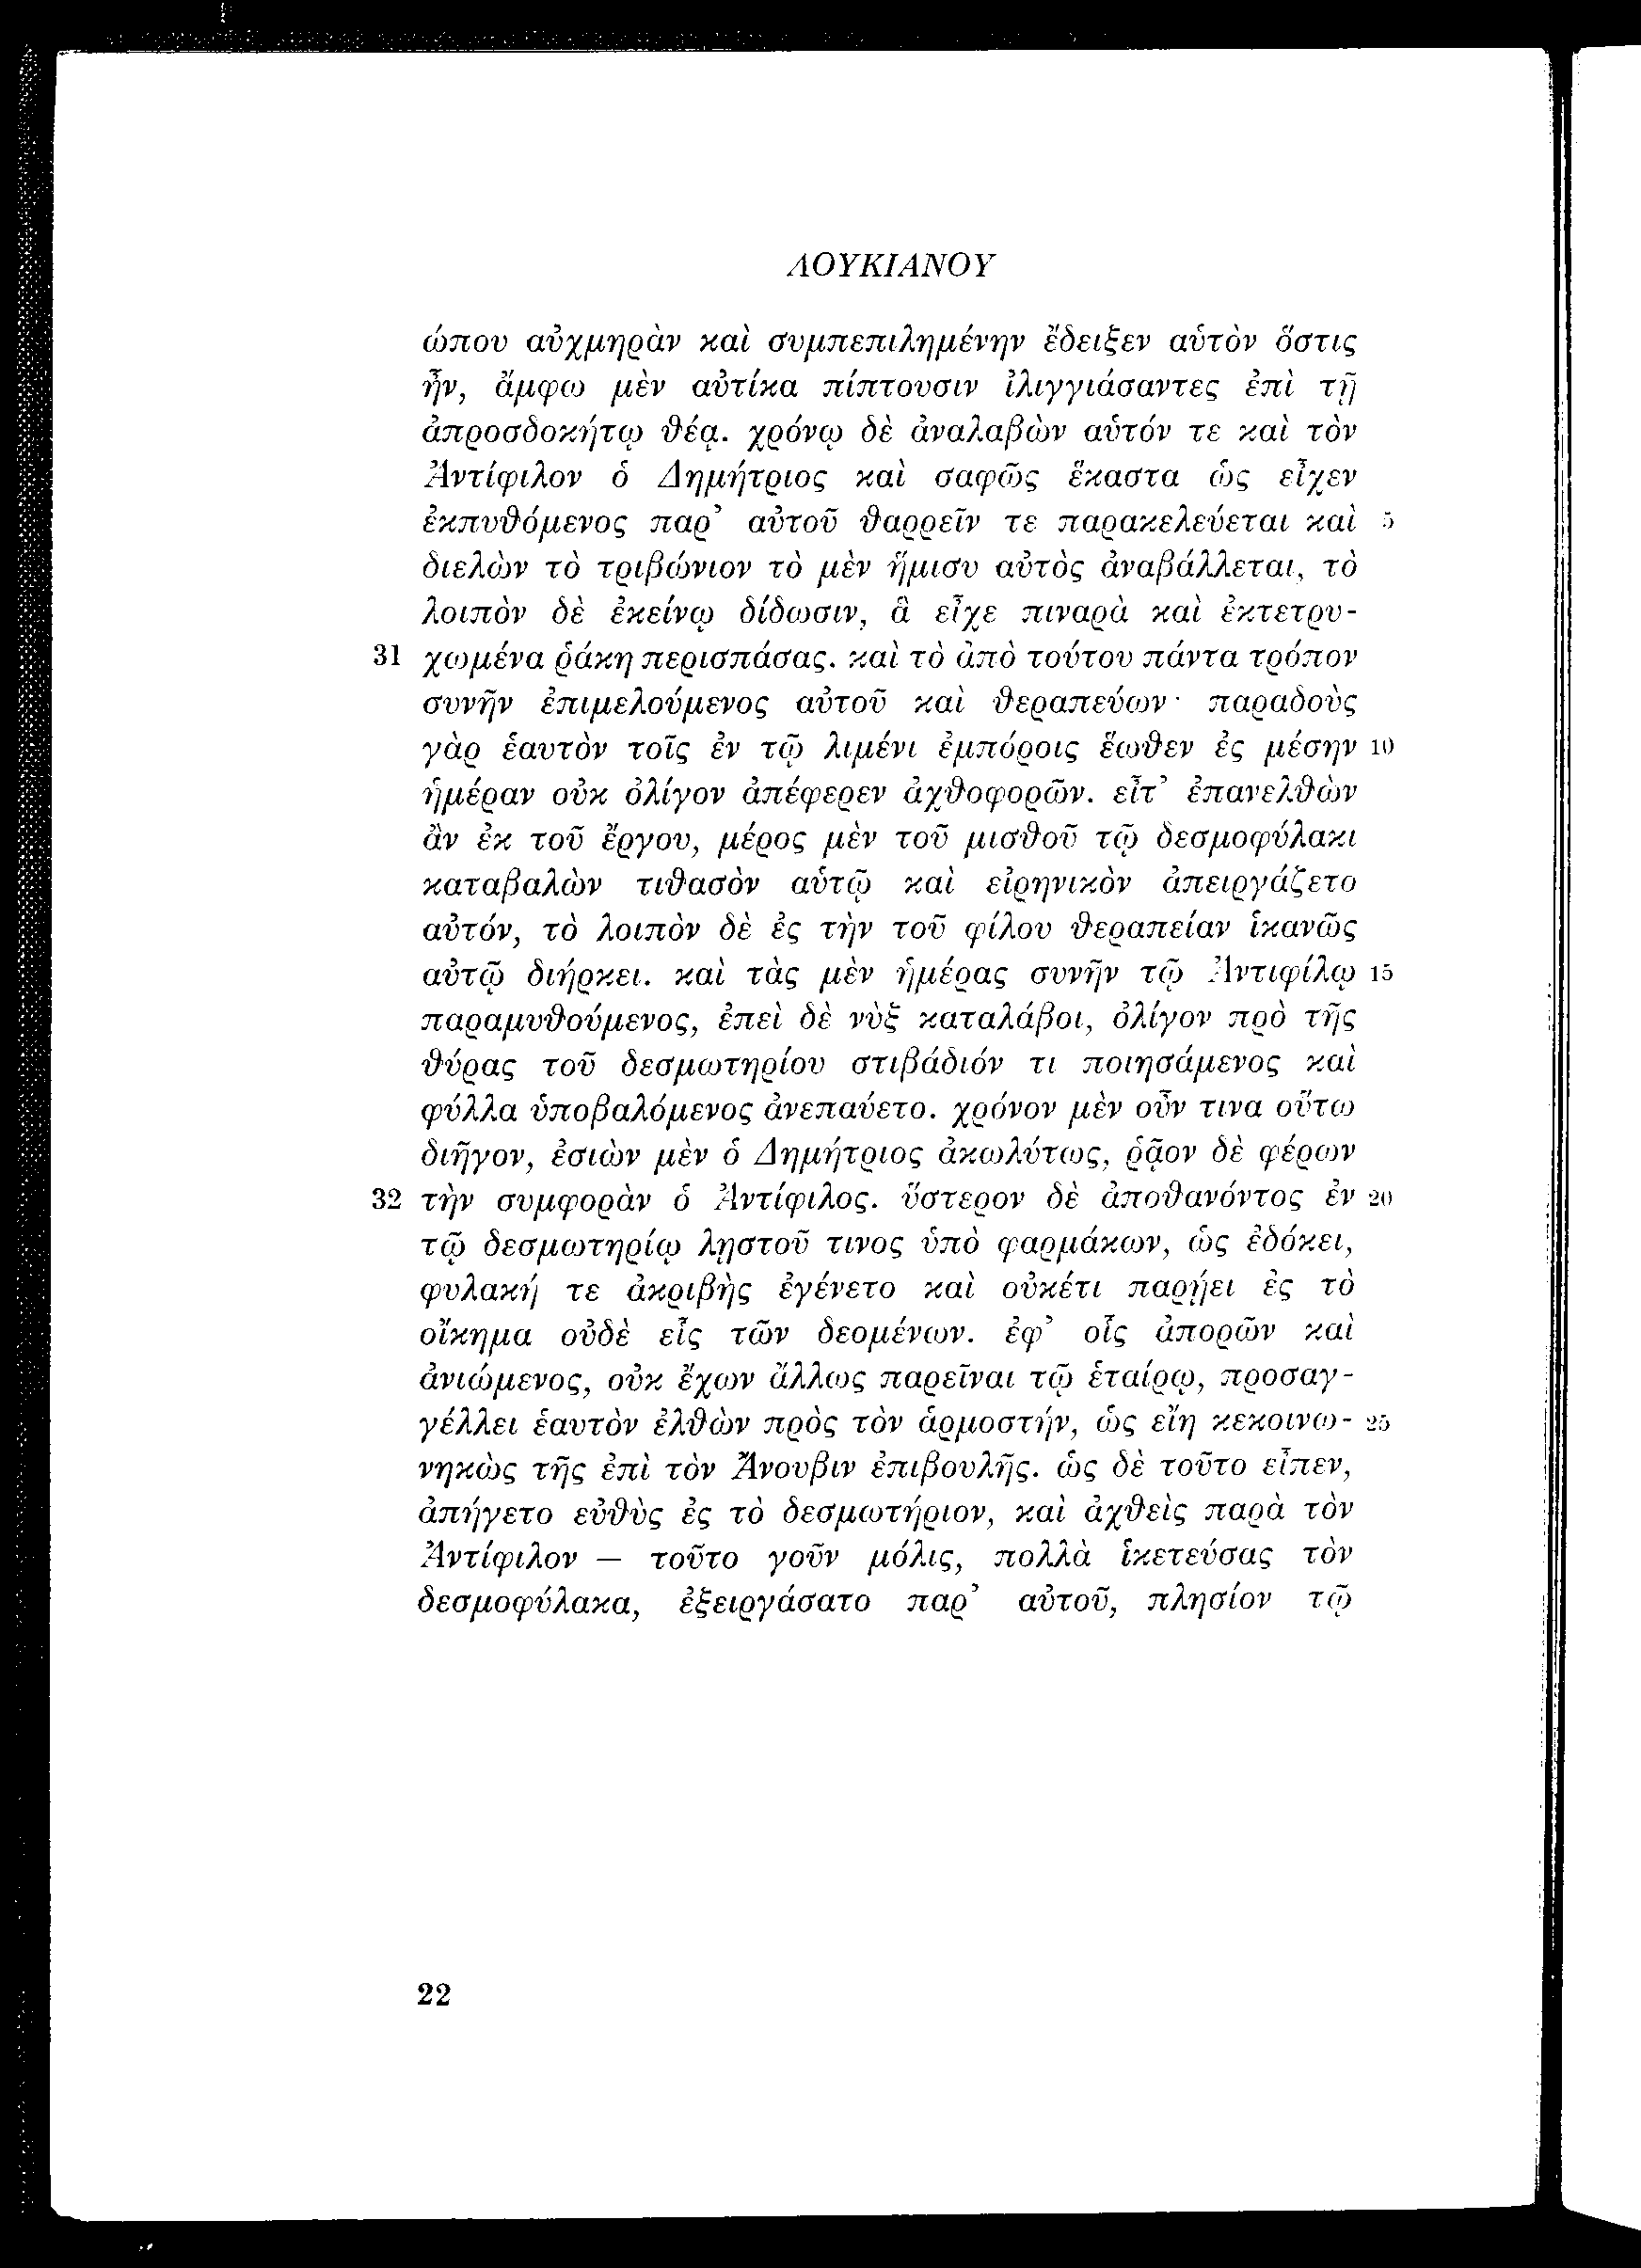 ΛΟΥΚΙΑΝΟΥ
ώπου αὐχμηρὰν καὶ συμπεπιλημένην ἔδειξεν αὑτὸν ὅστις
ἦν, ἄμφω μὲν αὐτίκα πίπτουσιν ἰλιγγιάσαντες ἐπὶ τῇ
ἀπροσδοκήτῳ θέᾳ. χρόνῳ δὲ ἀναλαβὼν αὑτόν τε καὶ τὸν
Ἀντίφιλον ὁ Δημήτριος καὶ σαφῶς ἕκαστα ὡς εἶχεν
ἐκπυθόμενος παρ’ αὐτοῦ θαρρεῖν τε παρακελεύεται καὶ 5
διελὼν τὸ τριβώνιον τὸ μὲν ἥμισυ αὐτὸς ἀναβάλλεται, τὸ
λοιπὸν δὲ ἐκείνῳ δίδωσιν, ἃ εἶχε πιναρὰ καὶ ἐκτετρυ-
31 χωμένα ῥάκη περισπάσας. καὶ τὸ ἀπὸ τούτου πάντα τρόπον
συνῆν ἐπιμελούμενος αὐτοῦ καὶ θεραπεύων· παραδοὺς
γὰρ ἑαυτὸν τοῖς ἐν τῷ λιμένι ἐμπόροις ἕωθεν ἐς μέσην 10
ἡμέραν οὐκ ὀλίγον ἀπέφερεν ἀχθοφορῶν. εἶτ’ ἐπανελθὼν
ἂν ἐκ τοῦ ἔργου, μέρος μὲν τοῦ μισθοῦ τῷ δεσμοφύλακι
καταβαλὼν τιθασὸν αὑτῷ καὶ εἰρηνικὸν ἀπειργάζετο
αὐτόν, τὸ λοιπὸν δὲ ἐς τὴν τοῦ φίλου θεραπείαν ἱκανῶς
αὐτῷ διήρκει. καὶ τὰς μὲν ἡμέρας συνῆν τῷ Ἀντιφίλῳ 15
παραμυθούμενος, ἐπεὶ δὲ νὺξ καταλάβοι, ὀλίγον πρὸ τῆς
θύρας τοῦ δεσμωτηρίου στιβάδιόν τι ποιησάμενος καὶ
φύλλα ὑποβαλόμενος ἀνεπαύετο. χρόνον μὲν οὖν τινα οὕτω
διῆγον, ἐσιὼν μὲν ὁ Δημήτριος ἀκωλύτως, ῥᾷον δὲ φέρων
32 τὴν συμφορὰν ὁ Ἀντίφιλος. ὕστερον δὲ ἀποθανόντος ἐν 20
τῷ δεσμωτηρίῳ λῃστοῦ τινος ὑπὸ φαρμάκων, ὡς ἐδόκει,
φυλακή τε ἀκριβὴς ἐγένετο καὶ οὐκέτι παρῄει ἐς τὸ
οἴκημα οὐδὲ εἷς τῶν δεομένων. ἐφ’ οἷς ἀπορῶν καὶ
ἀνιώμενος, οὐκ ἔχων ἄλλως παρεῖναι τῷ ἑταίρῳ, προσαγ-
γέλλει ἑαυτὸν ἐλθὼν πρὸς τὸν ἁρμοστήν, ὡς εἴη κεκοινω- 25
νηκὼς τῆς ἐπὶ τὸν Ἄνουβιν ἐπιβουλῆς. ὡς δὲ τοῦτο εἶπεν,
ἀπήγετο εὐθὺς ἐς τὸ δεσμωτήριον, καὶ ἀχθεὶς παρὰ τὸν
Ἀντίφιλον — τοῦτο γοῦν μόλις, πολλὰ ἱκετεύσας τὸν
δεσμοφύλακα, ἐξειργάσατο παρ’ αὐτοῦ, πλησίον τῷ
22